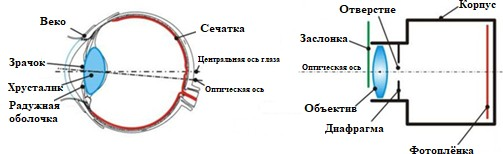 Веко
Сетчатка
Зрачок
Хрусталик
Радужная
оболочка
Центральная ось глаза
Оптическая ось
Отверстие
Корпус
Заслонка
Оптическая ось
Объектив
Диафрагма
Фотоплёнка